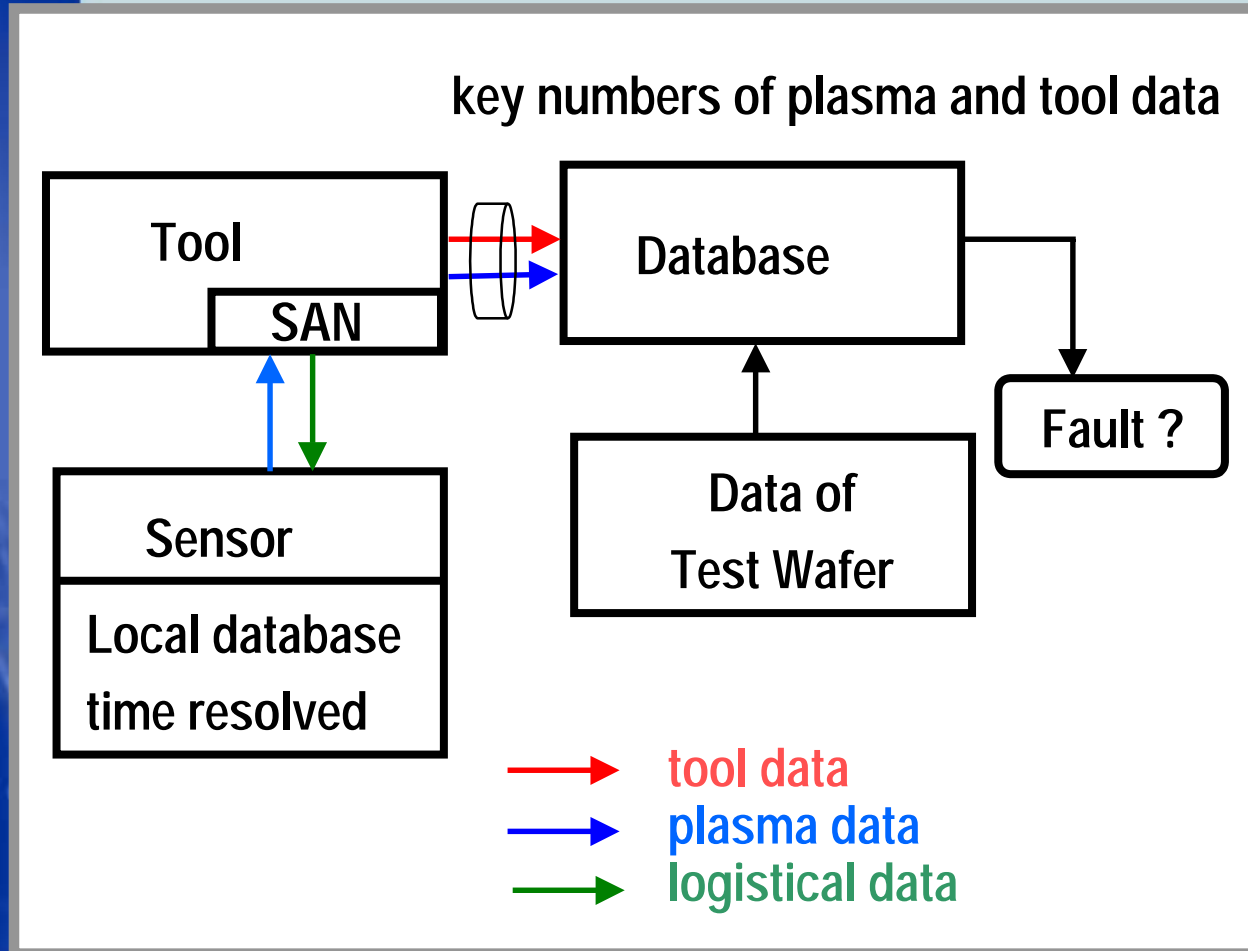 key numbers of plasma and tool data
Tool
SAN
Database
Fault ?
Sensor
Local database
time resolved
Data of
Test Wafer
tool data
plasma data
logistical data